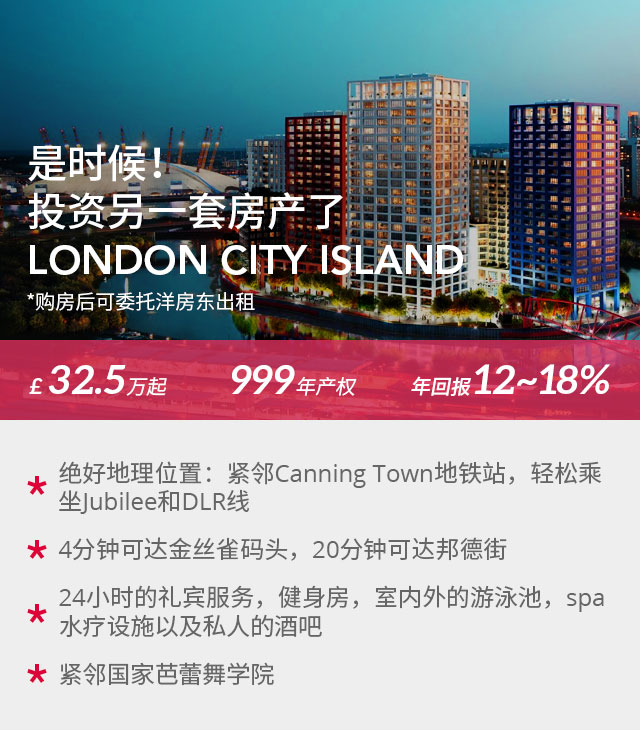 是时候！
投资另一套房产了
LONDON CITY ISLAND
*购房后可委托洋房东出租
£ 32.5万起 999年产权 年回报12~18%
* 绝好地理位置：紧邻Canning Town地铁站，轻松乘
坐Jubilee和DLR线
* 4分钟可达金丝雀码头，20分钟可达邦德街
* 24小时的礼宾服务，健身房，室内外的游泳池，spa
水疗设施以及私人的酒吧
* 紧邻国家芭蕾舞学院